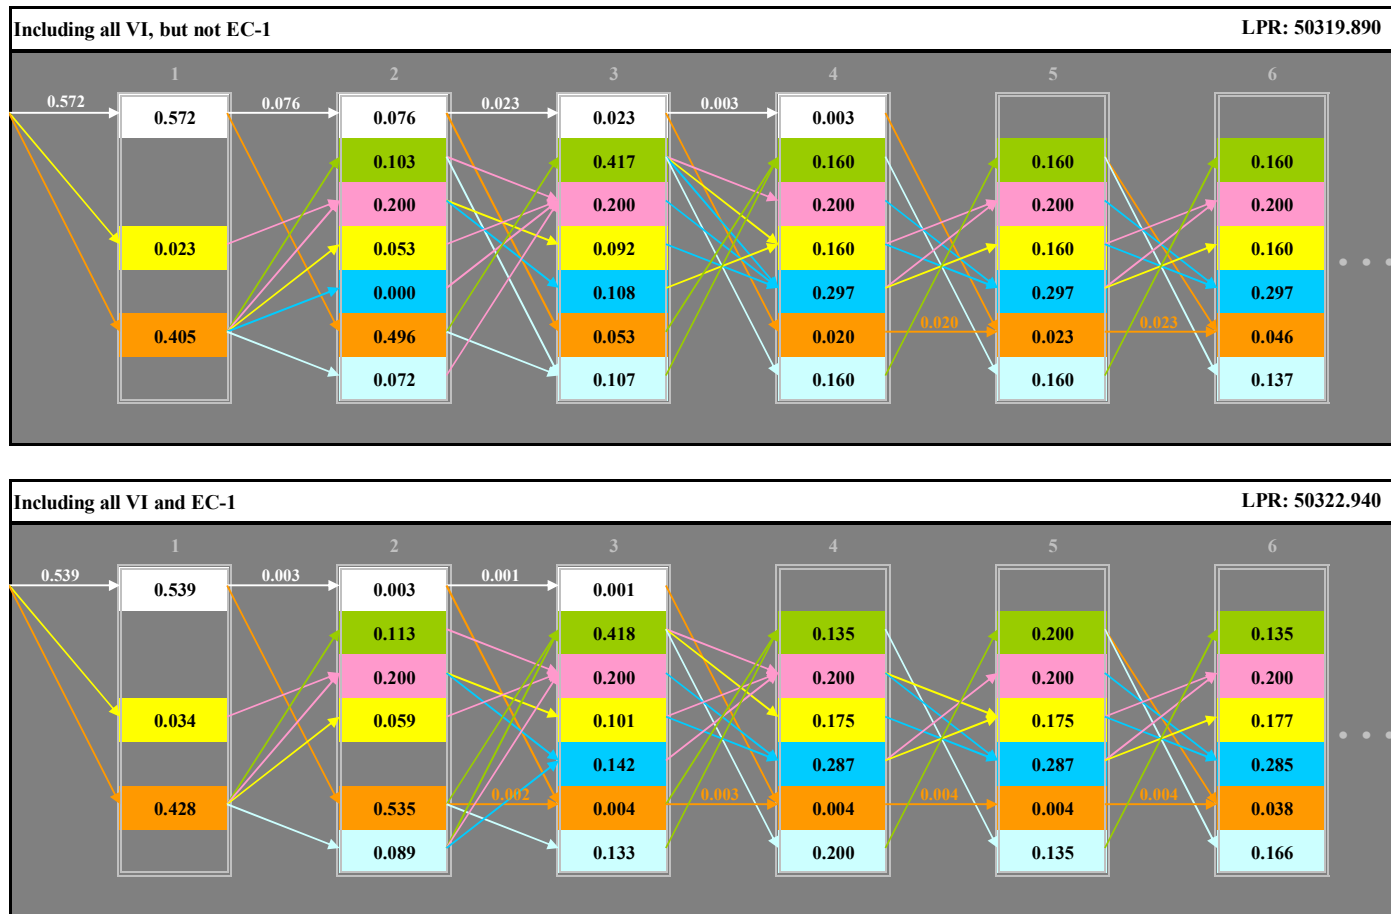 Including all VI, but not EC-1 LPR: 50319.890
1 2 3 4 5 6
0.572 0.076 0.023 0.003
0.572 0.076 0.023 0.003
0.103 0.417 0.160 0.160 0.160
0.200 0.200 0.200 0.200 0.200
0.023 0.053 0.092 0.160 0.160 0.160
0.000 0.108 0.297 0.297 0.297
0.020 0.023
0.405 0.496 0.053 0.020 0.023 0.046
0.072 0.107 0.160 0.160 0.137
Including all VI and EC-1 LPR: 50322.940
1 2 3 4 5 6
0.539 0.003 0.001
0.539 0.003 0.001
0.113 0.418 0.135 0.200 0.135
0.200 0.200 0.200 0.200 0.200
0.034 0.059 0.101 0.175 0.175 0.177
0.142 0.287 0.287 0.285
0.002 0.003 0.004 0.004
0.428 0.535 0.004 0.004 0.004 0.038
0.089 0.133 0.200 0.135 0.166